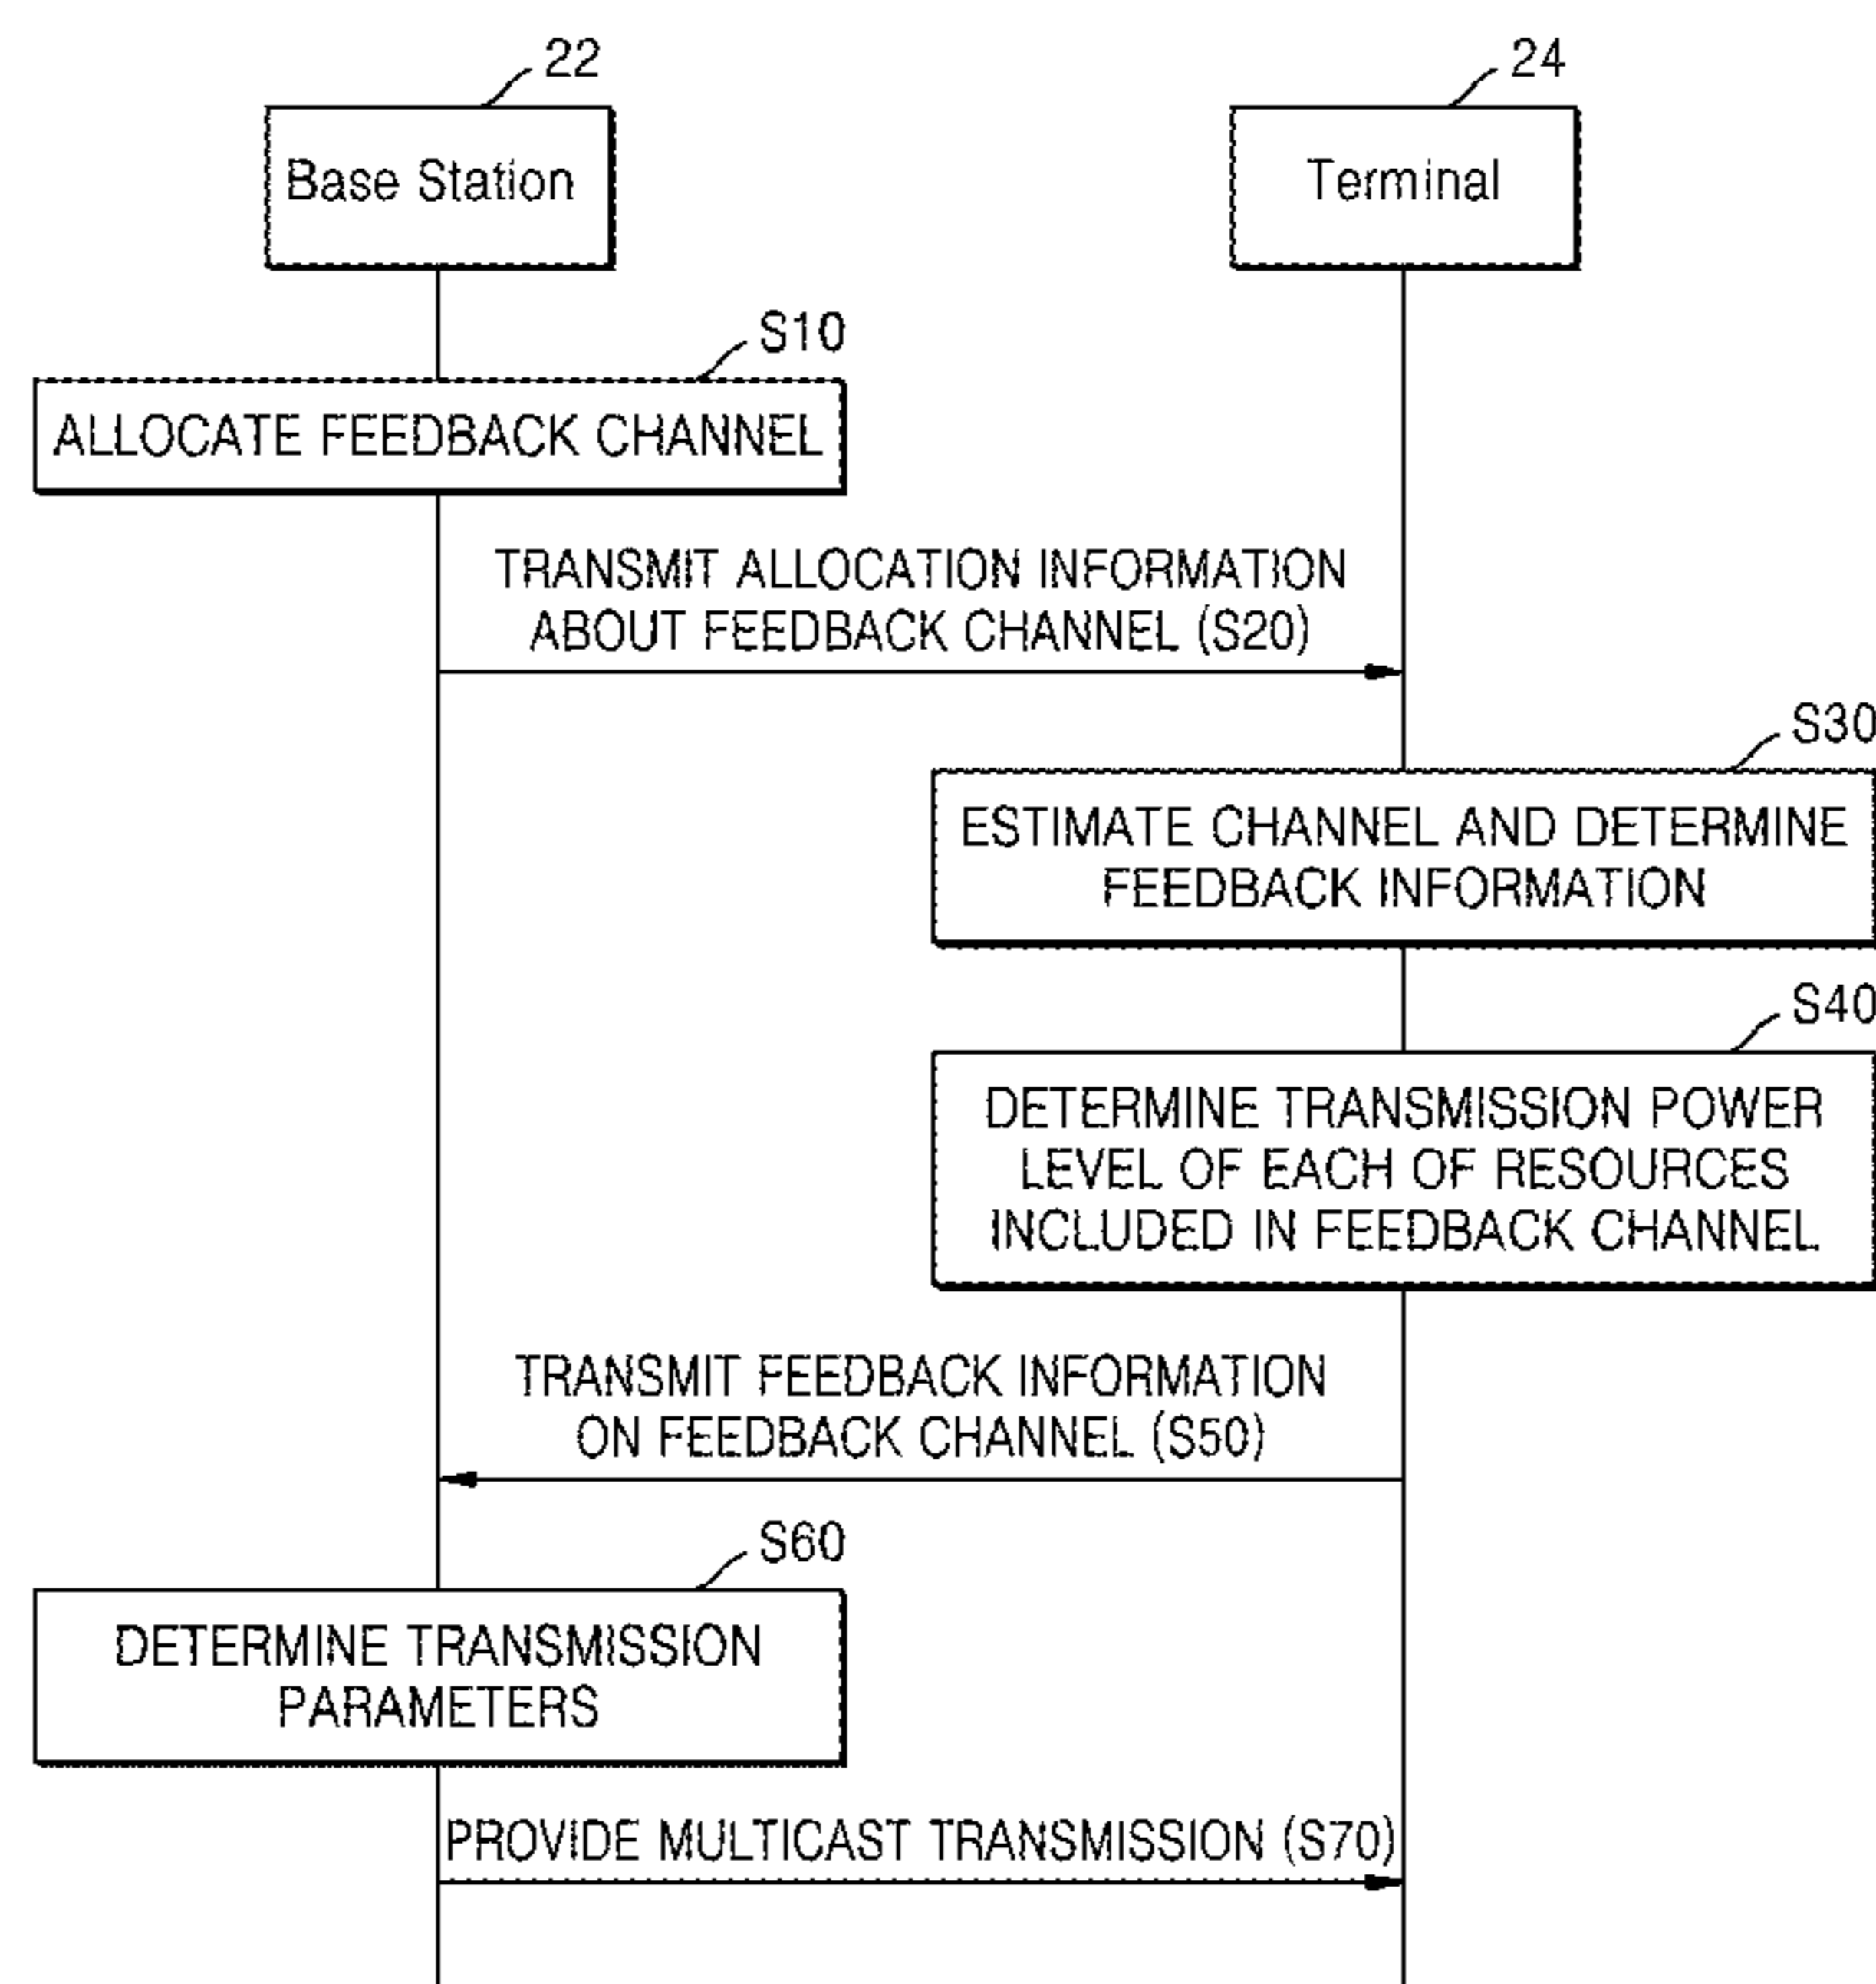 22
24
Base Station
Terminal
S10
ALLOCATE FEEDBACK CHANNEL
TRANSMIT ALLOCATION INFORMATION
ABOUT FEEDBACK CHANNEL (S20)
S30
ESTIMATE CHANNEL AND DETERMINE
FEEDBACK INFORMATION
S40
DETERMINE TRANSMISSION POWER
LEVEL OF EACH OF RESOURCES
INCLUDED IN FEEDBACK CHANNEL
TRANSMIT FEEDBACK INFORMATION
ON FEEDBACK CHANNEL (S50)
S60
DETERMINE TRANSMISSION
PARAMETERS
PROVIDE MULTICAST TRANSMISSION (S70)